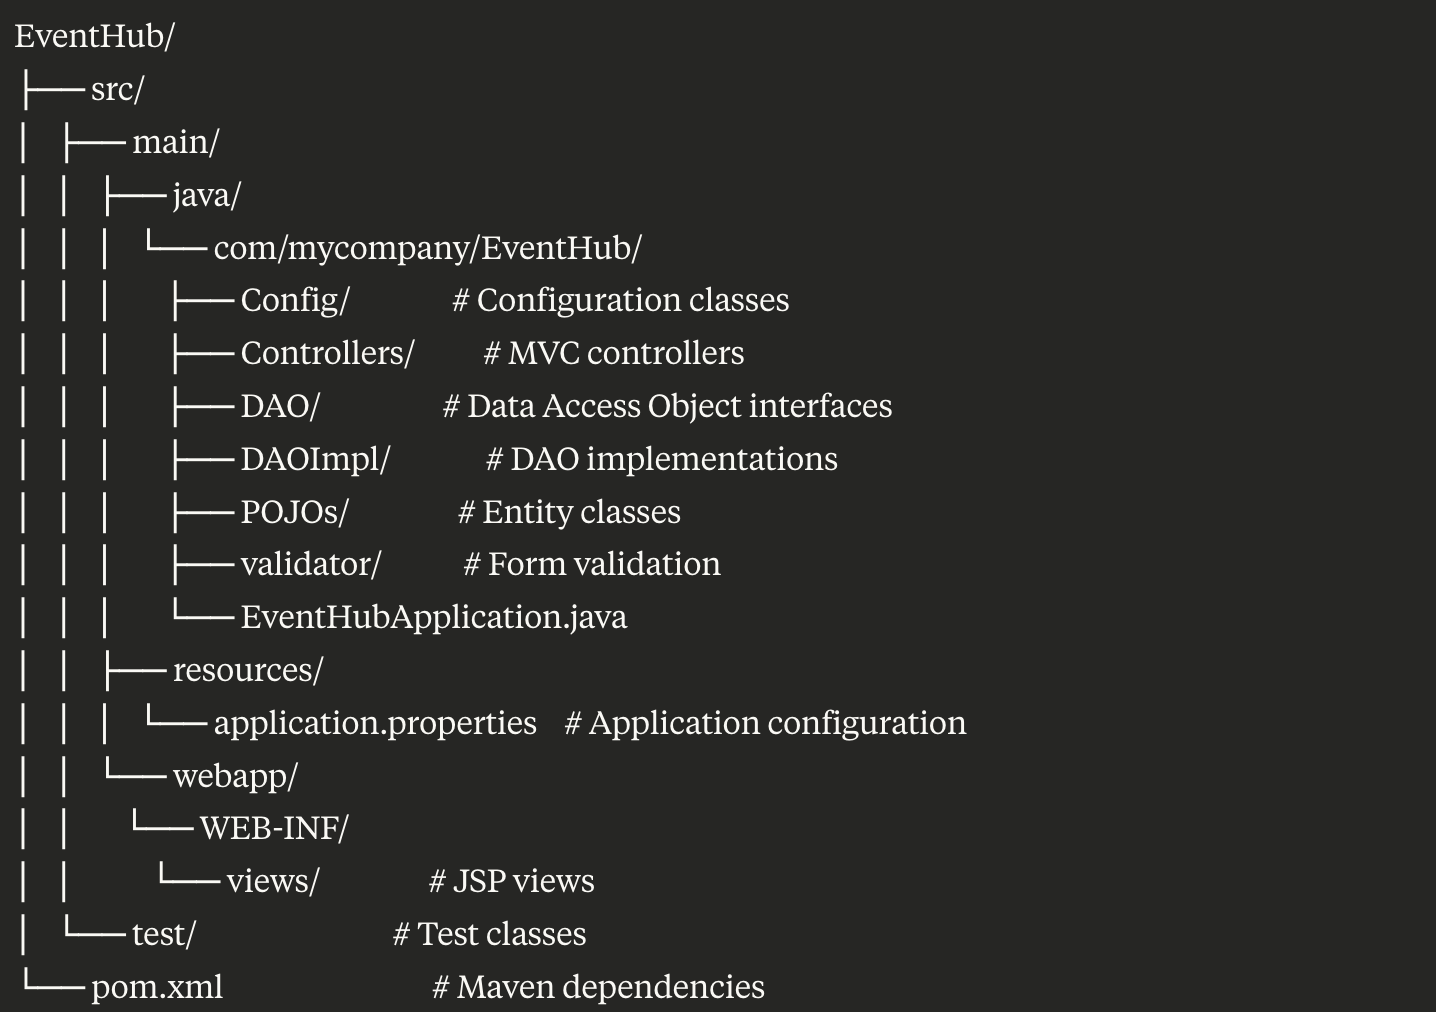 EventHub/
├── src/
│   ├── main/
│   │   ├── java/
│   │   │   └── com/mycompany/EventHub/
│   │   │       ├── Config/             # Configuration classes
│   │   │       ├── Controllers/        # MVC controllers
│   │   │       ├── DAO/                # Data Access Object interfaces
│   │   │       ├── DAOImpl/            # DAO implementations
│   │   │       ├── POJOs/              # Entity classes
│   │   │       ├── validator/          # Form validation
│   │   │       └── EventHubApplication.java
│   │   ├── resources/
│   │   │   └── application.properties   # Application configuration
│   │   └── webapp/
│   │       └── WEB-INF/
│   │           └── views/              # JSP views
│   └── test/                           # Test classes
└── pom.xml                             # Maven dependencies